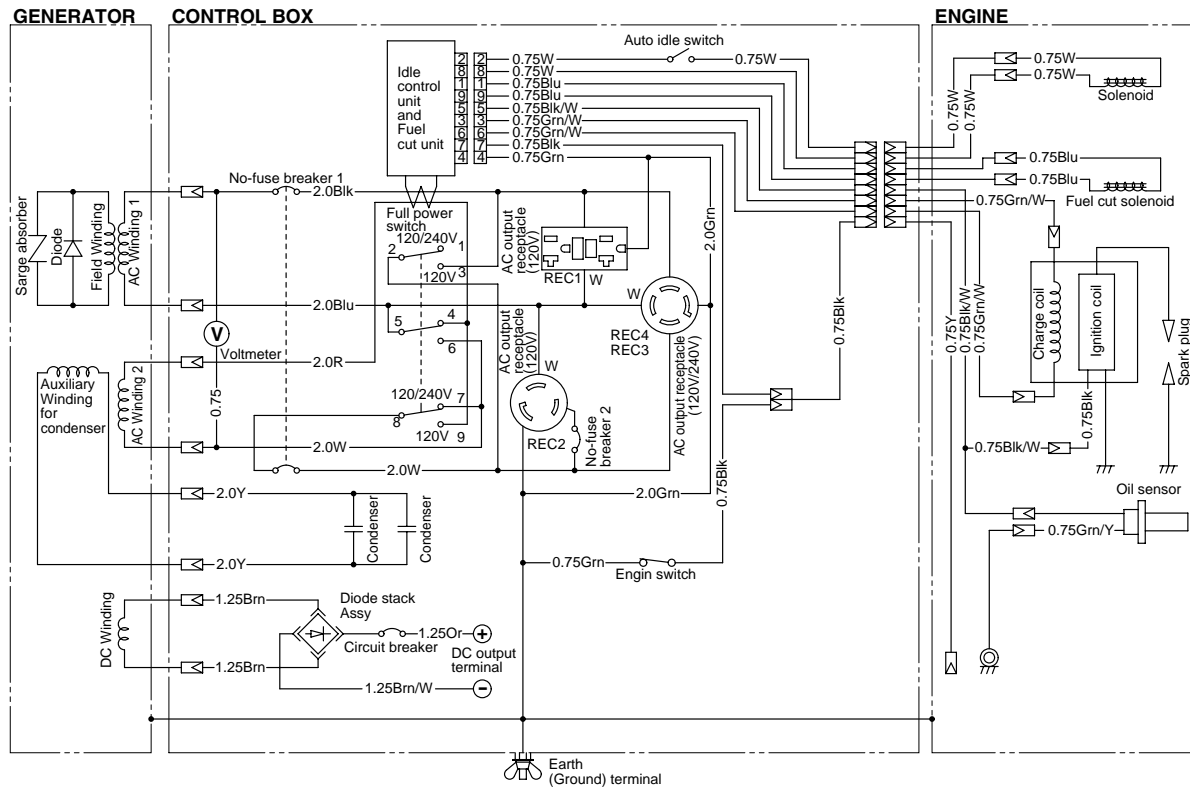 GENERATOR
CONTROL BOX
ENGINE
Idle
control
unit
and
Fuel
cut unit
2 2 0.75W
8 8 0.75W
1 1 0.75Blu
9 9 0.75Blu
5 5 0.75Blk/W
3 3 0.75Grn/W
6 6 0.75Grn/W
7 7 0.75Blk
4 4 0.75Grn
Auto idle switch
0.75W
0.75W
0.75W
0.75W
0.75W
Solenoid
0.75Blu
0.75Blu
Fuel cut solenoid
0.75Grn/W
No-fuse breaker 1
2.0Blk
Sarge absorber
Diode
Field Winding
AC Winding 1
Full power
switch
120/240V
1
2
120V
3
AC output
receptacle
(120V)
REC1
W
2.0Grn
2.0Blu
W
REC4
REC3
AC output receptacle
(120V/240V)
4
5
6
V
Voltmeter
2.0R
0.75
AC output
receptacle
(120V)
W
REC2
No-fuse
breaker 2
Auxiliary
Winding
for
condenser
AC Winding 2
120/240V
7
8
120V
9
2.0W
2.0W
0.75Blk
0.75Blk
2.0Y
2.0Grn
Condenser
Condenser
2.0Y
0.75Grn
Engin switch
Charge coil
Ignition coil
Spark plug
0.75Y
0.75Blk/W
0.75Grn/W
0.75Blk
0.75Blk/W
Oil sensor
0.75Grn/Y
DC Winding
1.25Brn
Diode stack
Assy
Circuit breaker
1.25Or
+
DC output
terminal
1.25Brn
1.25Brn/W
−
Earth
(Ground) terminal